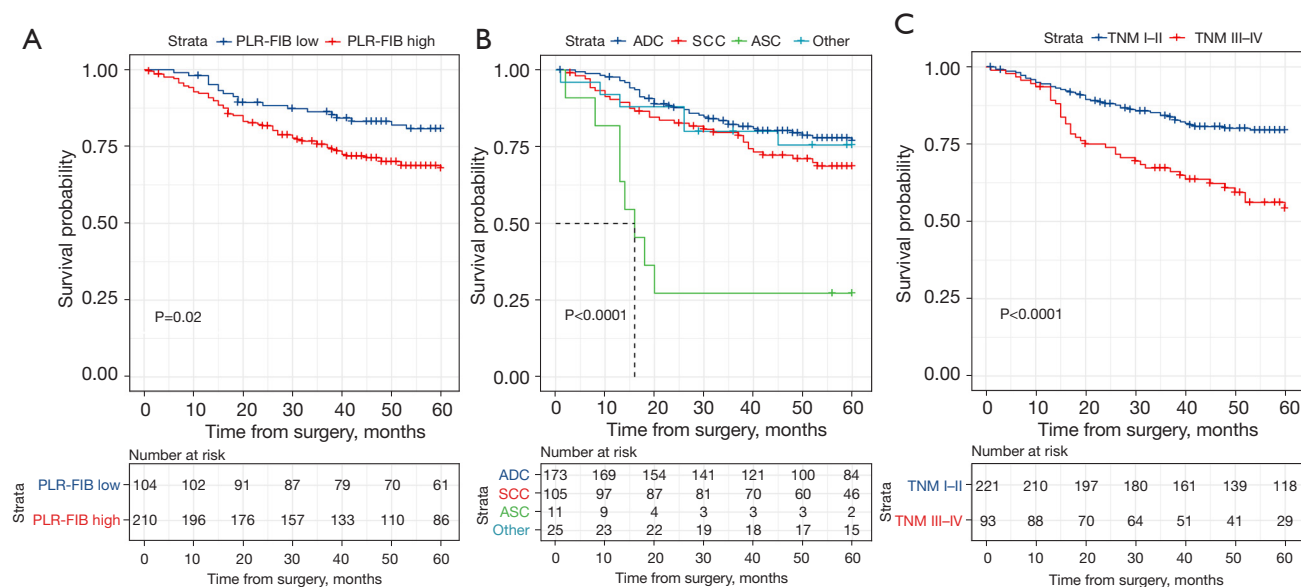 A
Strata PLR-FIB low PLR-FIB high
1.00
0.75
0.50
0.25
0.00
Survival probability
P=0.02
0 10 20 30 40 50 60
Time from surgery, months
Number at risk
Strata
PLR-FIB low 104 102 91 87 79 70 61
PLR-FIB high 210 196 176 157 133 110 86
0 10 20 30 40 50 60
Time from surgery, months
B
Strata ADC SCC ASC Other
1.00
0.75
0.50
0.25
0.00
Survival probability
P<0.0001
0 10 20 30 40 50 60
Time from surgery, months
Number at risk
Strata
ADC 173 169 154 141 121 100 84
SCC 105 97 87 81 70 60 46
ASC 11 9 4 3 3 3 2
Other 25 23 22 19 18 17 15
0 10 20 30 40 50 60
Time from surgery, months
C
Strata TNM I–II TNM III–IV
1.00
0.75
0.50
0.25
0.00
Survival probability
P<0.0001
0 10 20 30 40 50 60
Time from surgery, months
Number at risk
Strata
TNM I–II 221 210 197 180 161 139 118
TNM III–IV 93 88 70 64 51 41 29
0 10 20 30 40 50 60
Time from surgery, months